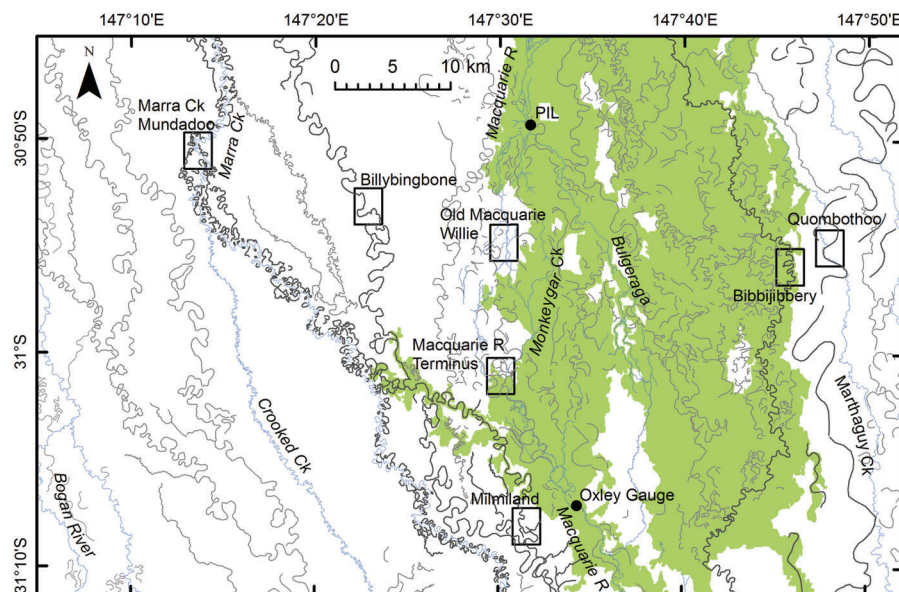 147°10'E
147°20'E
147°30'E
147°40'E
147°50'E
N
0
5
10 km
Macquarie R
PIL
30°50'S
Marra Ck
Mundadoo
Marra Ck
Billybingbone
Old Macquarie
Willie
Quombothoo
Monkeygar Ck
Bulgeraga
Bibbijibbery
31°S
Macquarie R
Terminus
Marthaguy Ck
Crooked Ck
Bogan River
Milmiland
Oxley Gauge
Macquarie R
31°10'S